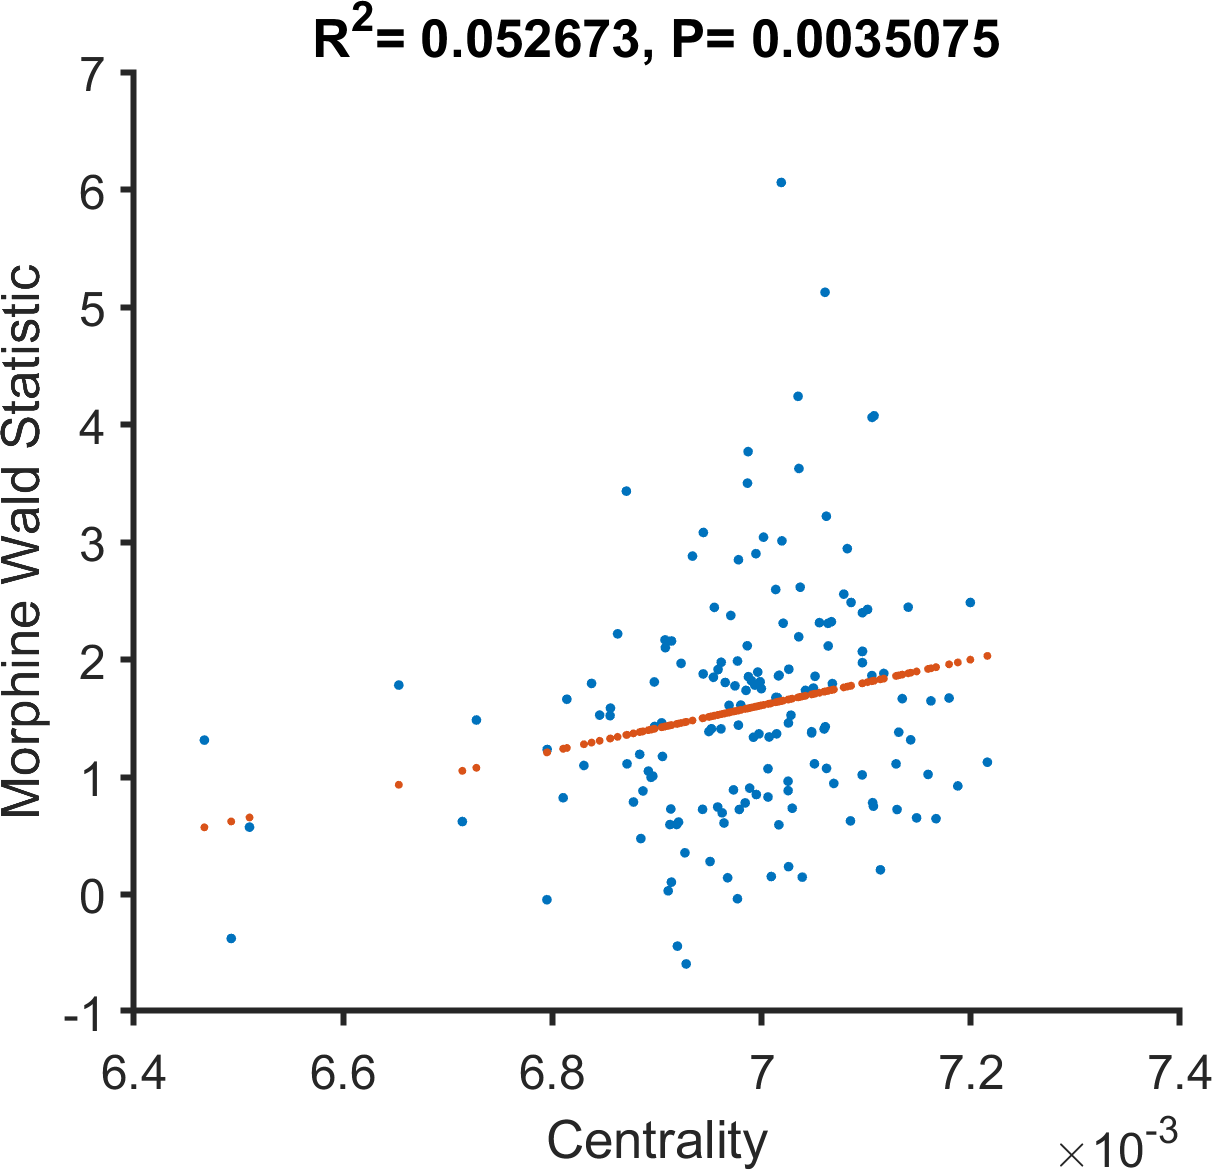 R²= 0.052673, P= 0.0035075
7
6
5
4
3
2
1
0
-1
Morphine Wald Statistic
6.4 6.6 6.8 7 7.2 7.4
Centrality
×10⁻³